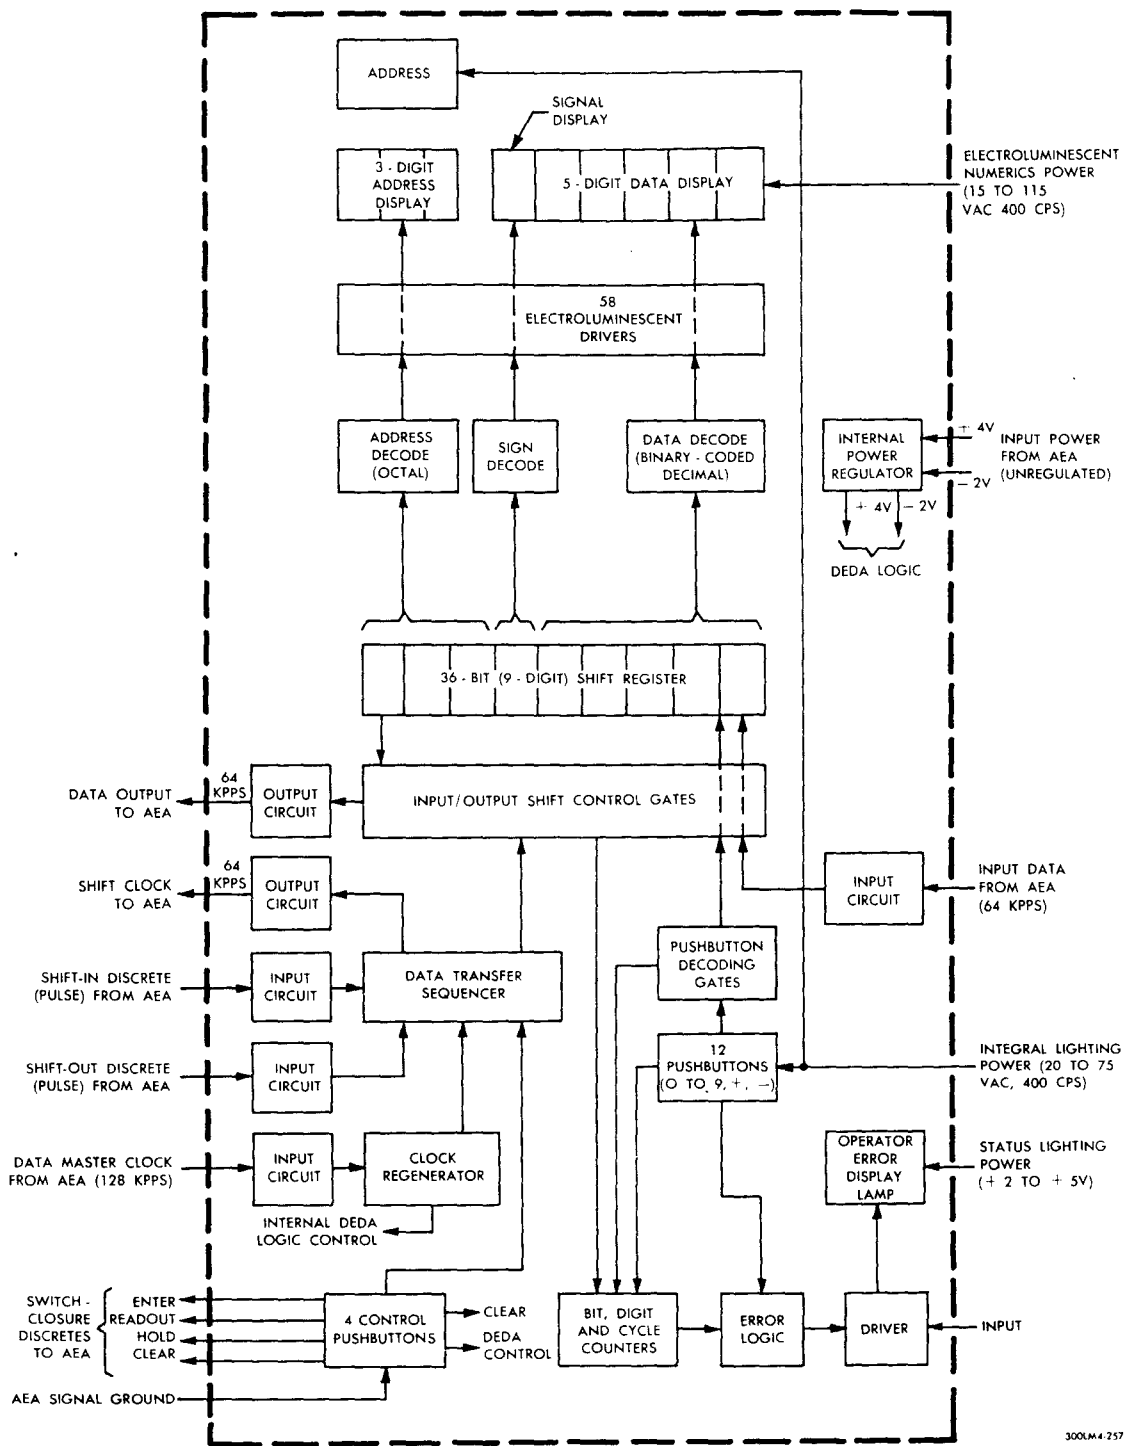 ADDRESS
SIGNAL
DISPLAY
3 - DIGIT
ADDRESS
DISPLAY
5 - DIGIT DATA DISPLAY
ELECTROLUMINESCENT
NUMERICS POWER
(15 TO 115
VAC 400 CPS)
58
ELECTROLUMINESCENT
DRIVERS
ADDRESS
DECODE
(OCTAL)
SIGN
DECODE
DATA DECODE
(BINARY - CODED
DECIMAL)
INTERNAL
POWER
REGULATOR
+ 4V
- 2V
INPUT POWER
FROM AEA
(UNREGULATED)
+ 4V
- 2V
DEDA LOGIC
36 - BIT (9 - DIGIT) SHIFT REGISTER
DATA OUTPUT
TO AEA
64
KPPS
OUTPUT
CIRCUIT
INPUT/OUTPUT SHIFT CONTROL GATES
SHIFT CLOCK
TO AEA
64
KPPS
OUTPUT
CIRCUIT
INPUT
CIRCUIT
INPUT DATA
FROM AEA
(64 KPPS)
SHIFT-IN DISCRETE
(PULSE) FROM AEA
INPUT
CIRCUIT
DATA TRANSFER
SEQUENCER
PUSHBUTTON
DECODING
GATES
SHIFT-OUT DISCRETE
(PULSE) FROM AEA
INPUT
CIRCUIT
12
PUSHBUTTONS
(O TO 9, +, -)
INTEGRAL LIGHTING
POWER (20 TO 75
VAC, 400 CPS)
DATA MASTER CLOCK
FROM AEA (128 KPPS)
INPUT
CIRCUIT
CLOCK
REGENERATOR
INTERNAL DEDA
LOGIC CONTROL
OPERATOR
ERROR
DISPLAY
LAMP
STATUS LIGHTING
POWER
(+ 2 TO + 5V)
SWITCH -
CLOSURE
DISCRETES
TO AEA
ENTER
READOUT
HOLD
CLEAR
4 CONTROL
PUSHBUTTONS
CLEAR
DEDA
CONTROL
BIT, DIGIT
AND CYCLE
COUNTERS
ERROR
LOGIC
DRIVER
INPUT
AEA SIGNAL GROUND
300LM4-257